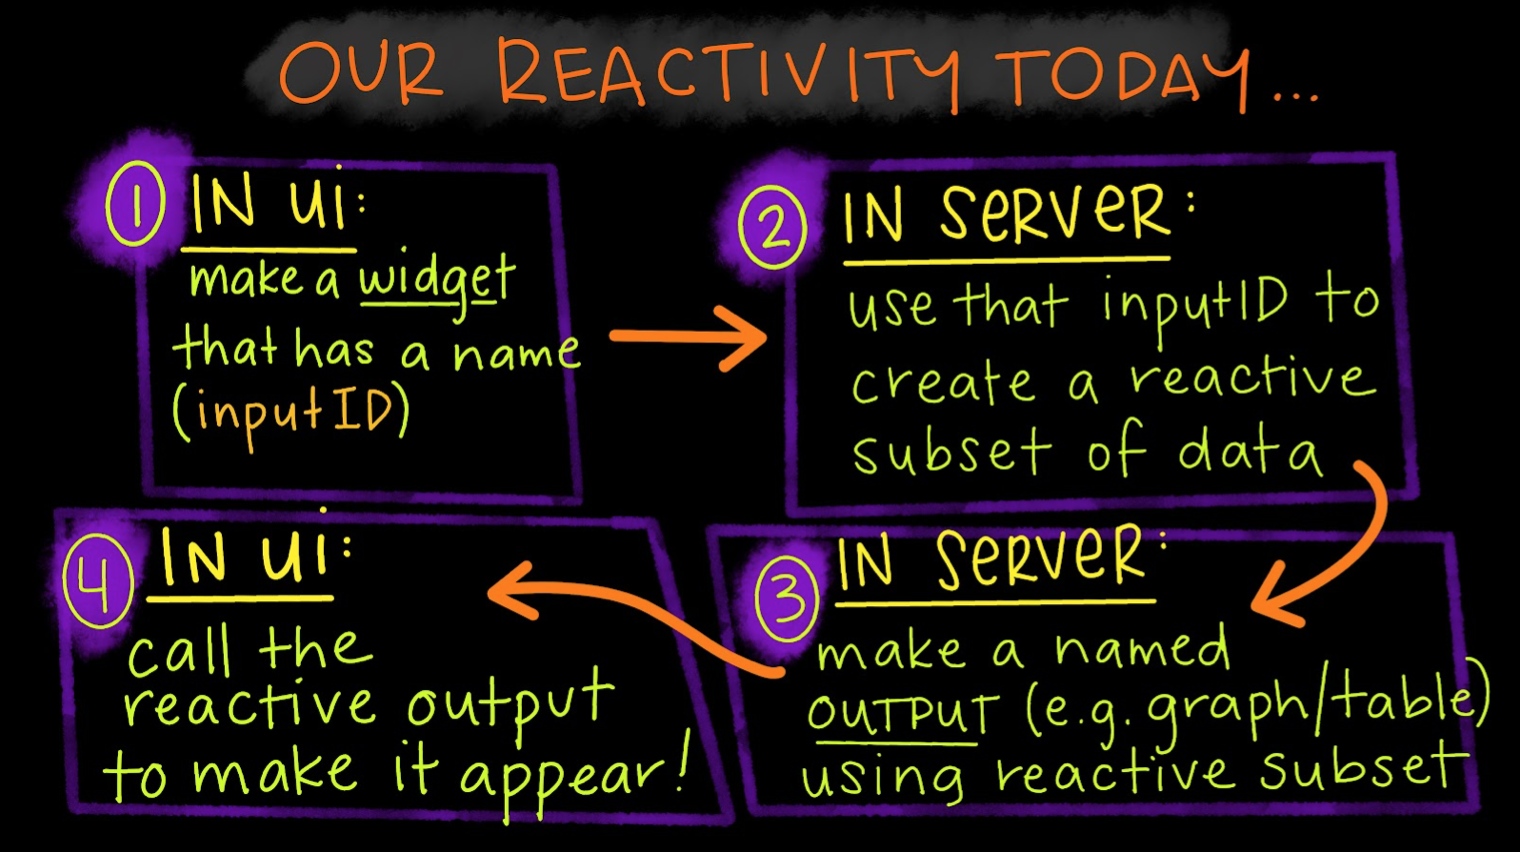 OUR REACTIVITY TODAY...
1 IN ui:
make a widget
that has a name
(inputID)
2 IN SERVER:
use that inputID to
create a reactive
subset of data
3 IN SERVER:
make a named
OUTPUT (e.g. graph/table)
using reactive subset
4 IN ui:
call the
reactive output
to make it appear!